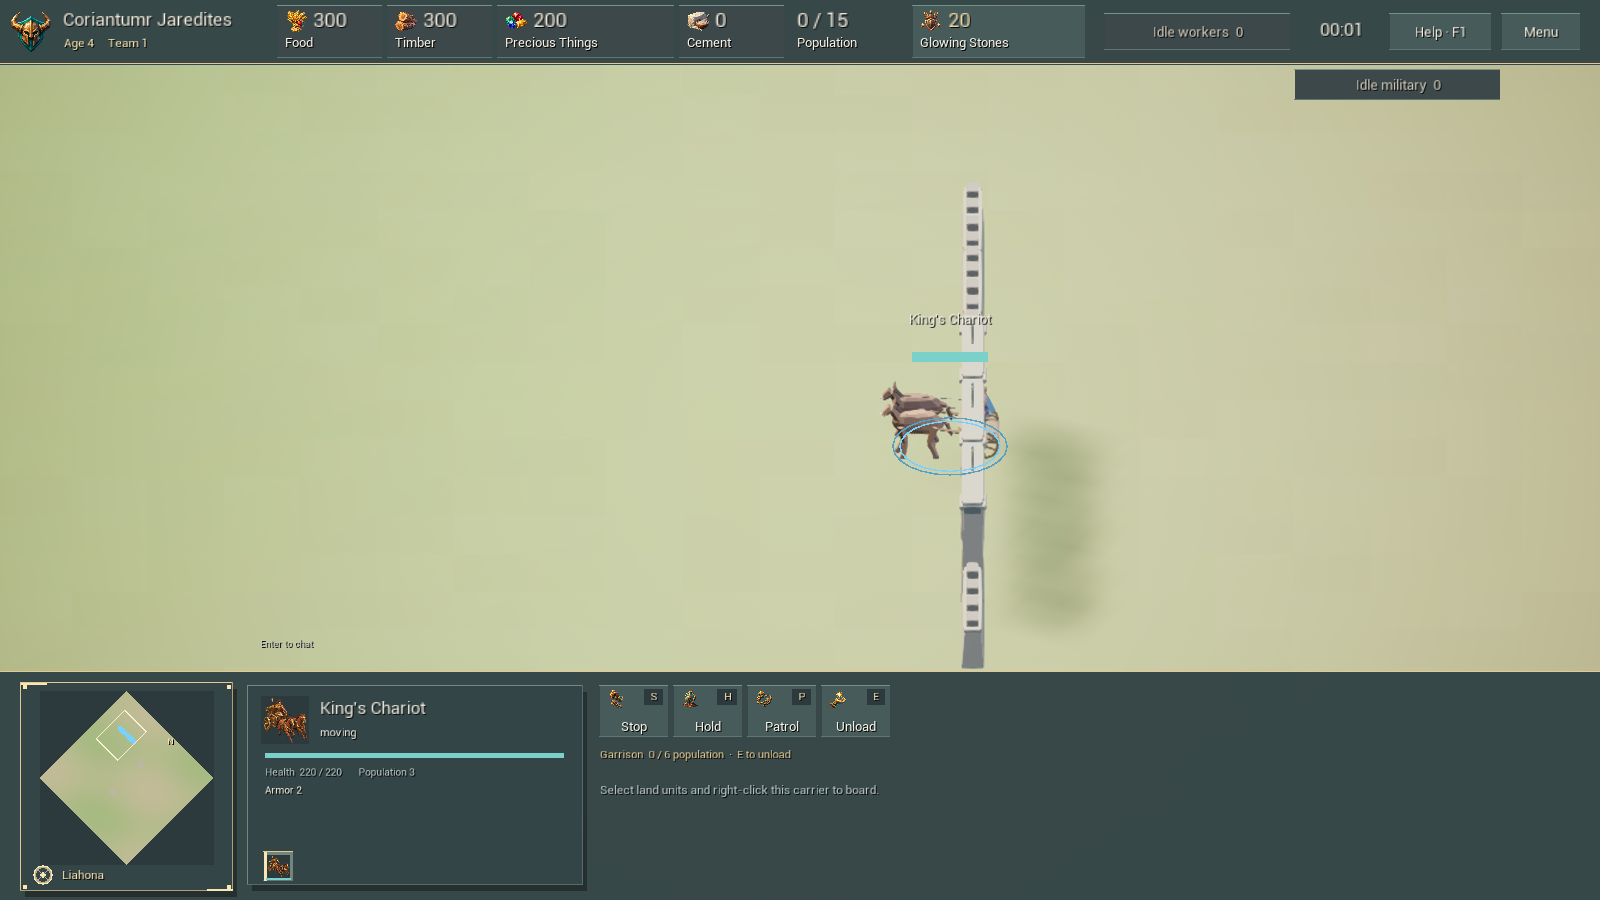 Coriantumr Jaredites
Age 4 Team 1
300
Food
300
Timber
200
Precious Things
0
Cement
0 / 15
Population
20
Glowing Stones
Idle workers 0
00:01
Help · F1
Menu
Idle military 0
King's Chariot
Enter to chat
N
Liahona
King's Chariot
moving
Health 220 / 220 Population 3
Armor 2
S
Stop
H
Hold
P
Patrol
E
Unload
Garrison 0 / 6 population · E to unload
Select land units and right-click this carrier to board.